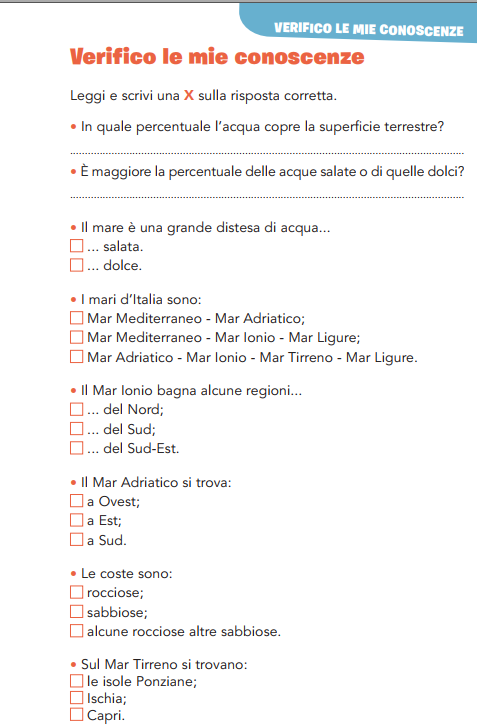 VERIFICO LE MIE CONOSCENZE
Verifico le mie conoscenze
Leggi e scrivi una X sulla risposta corretta.
• In quale percentuale l'acqua copre la superficie terrestre?
• È maggiore la percentuale delle acque salate o di quelle dolci?
• Il mare è una grande distesa di acqua...
... salata.
... dolce.
• I mari d'Italia sono:
Mar Mediterraneo - Mar Adriatico;
Mar Mediterraneo - Mar Ionio - Mar Ligure;
Mar Adriatico - Mar Ionio - Mar Tirreno - Mar Ligure.
• Il Mar Ionio bagna alcune regioni...
... del Nord;
... del Sud;
... del Sud-Est.
• Il Mar Adriatico si trova:
a Ovest;
a Est;
a Sud.
• Le coste sono:
rocciose;
sabbiose;
alcune rocciose altre sabbiose.
• Sul Mar Tirreno si trovano:
le isole Ponziane;
Ischia;
Capri.